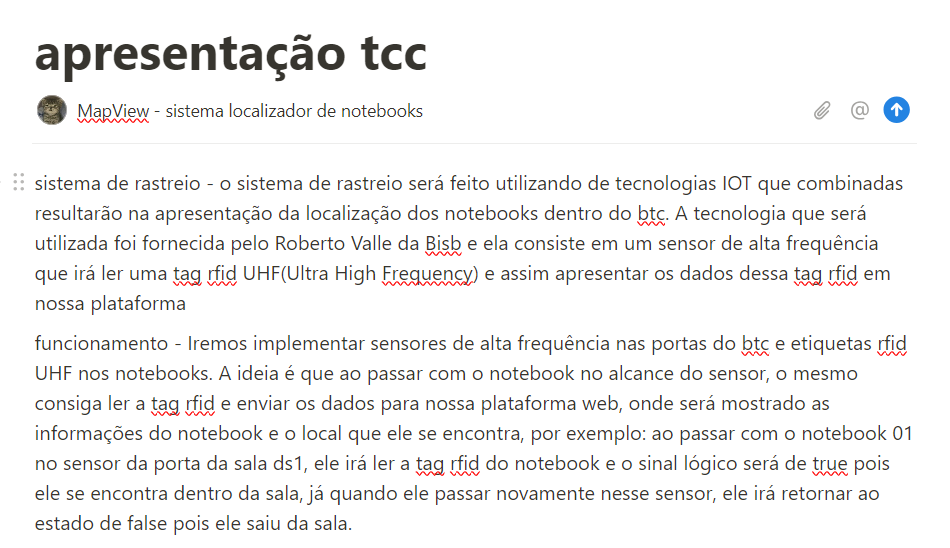 apresentação tcc
MapView - sistema localizador de notebooks
sistema de rastreio - o sistema de rastreio será feito utilizando de tecnologias IOT que combinadas
resultarão na apresentação da localização dos notebooks dentro do btc. A tecnologia que será
utilizada foi fornecida pelo Roberto Valle da Bisb e ela consiste em um sensor de alta frequência
que irá ler uma tag rfid UHF(Ultra High Frequency) e assim apresentar os dados dessa tag rfid em
nossa plataforma
funcionamento - Iremos implementar sensores de alta frequência nas portas do btc e etiquetas rfid
UHF nos notebooks. A ideia é que ao passar com o notebook no alcance do sensor, o mesmo
consiga ler a tag rfid e enviar os dados para nossa plataforma web, onde será mostrado as
informações do notebook e o local que ele se encontra, por exemplo: ao passar com o notebook 01
no sensor da porta da sala ds1, ele irá ler a tag rfid do notebook e o sinal lógico será de true pois
ele se encontra dentro da sala, já quando ele passar novamente nesse sensor, ele irá retornar ao
estado de false pois ele saiu da sala.